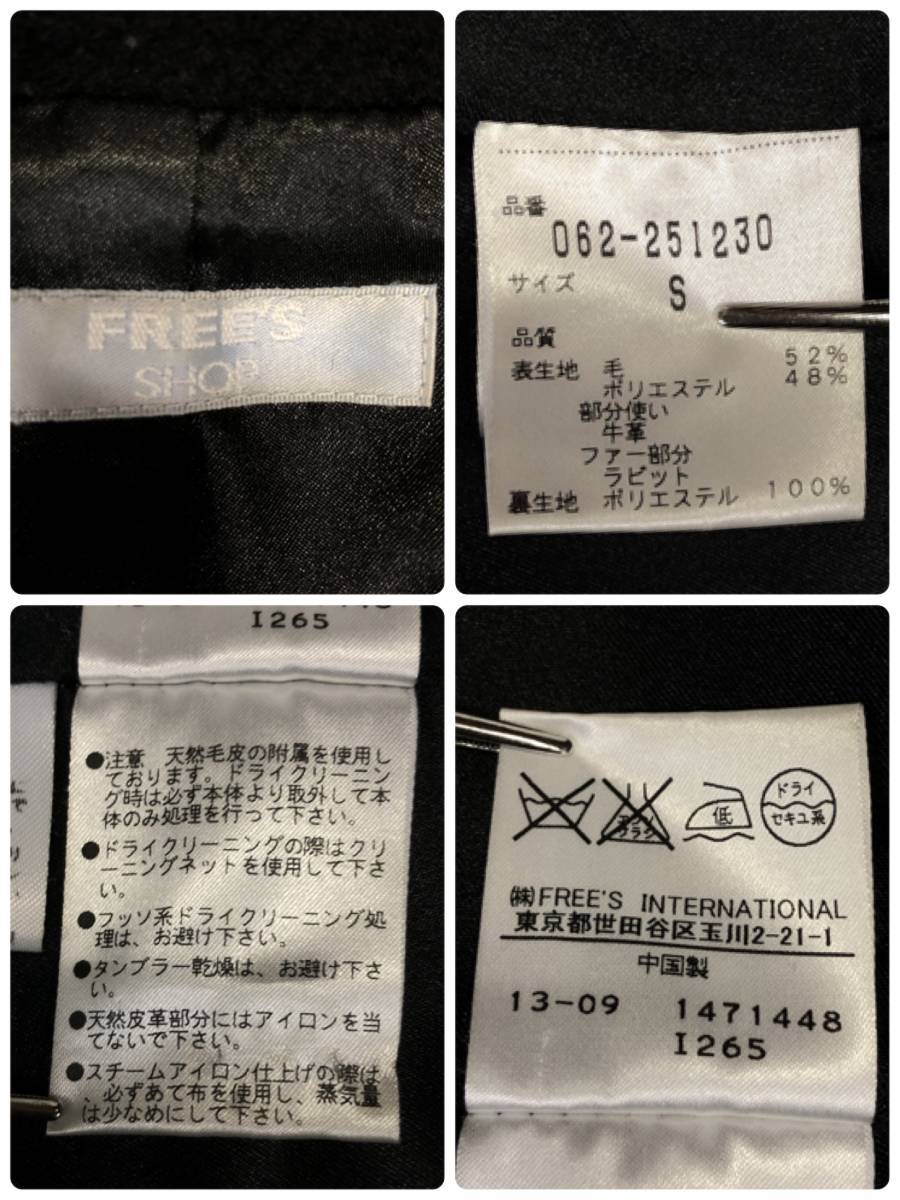 FREE'S
SHOP
品番
062-251230
サイズ
S
品質
表生地 毛 52%
ポリエステル 48%
部分使い
牛革
ファー部分
ラビット
裏生地 ポリエステル 100%
I265
●注意 天然毛皮の附属を使用し
ております。ドライクリーニン
グ時は必ず本体より取外して本
体のみ処理を行って下さい。
●ドライクリーニングの際はクリ
ーニングネットを使用して下さ
い。
●フッソ系ドライクリーニング処
理は、お避け下さい。
●タンブラー乾燥は、お避け下さ
い。
●天然皮革部分にはアイロンを当
てないで下さい。
●スチームアイロン仕上げの際は
、必ずあて布を使用し、蒸気量
は少なめにして下さい。
エンソ
サラシ
低
ドライ
セキユ系
㈱FREE'S INTERNATIONAL
東京都世田谷区玉川2-21-1
中国製
13-09 1471448
I265